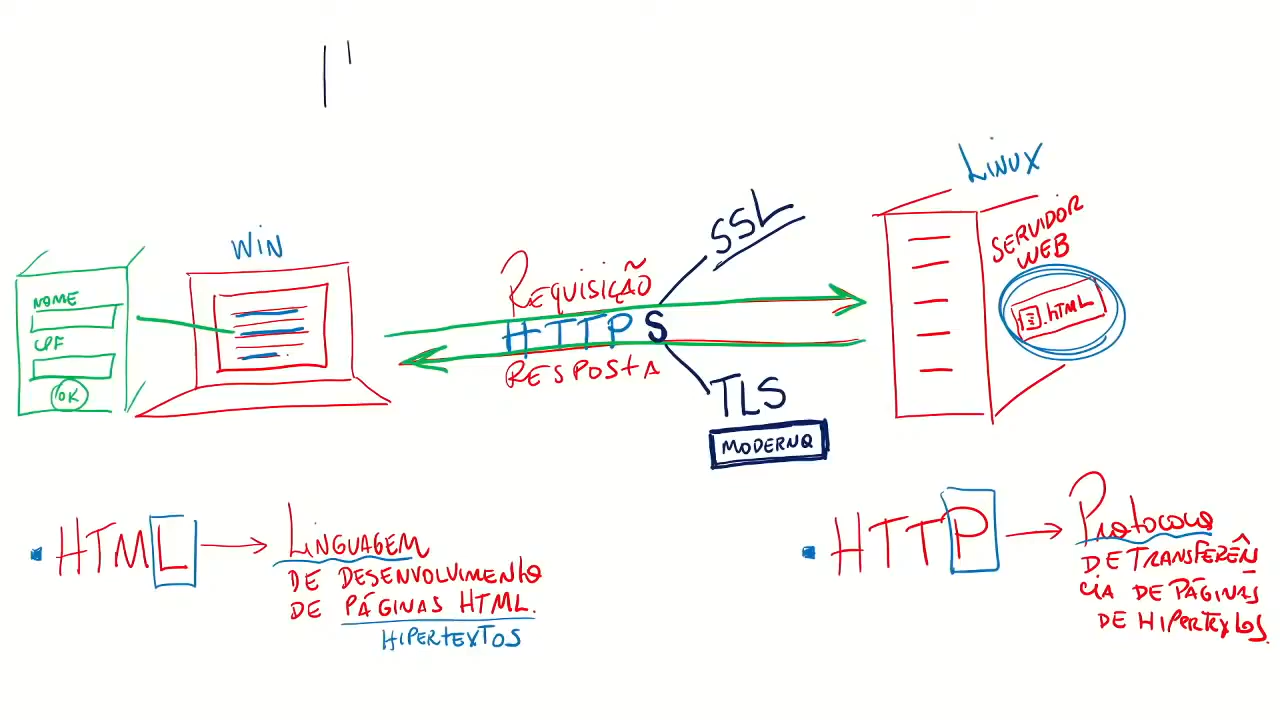 LINUX
SERVIDOR
WEB
.HTML
SSL
WIN
NOME
CPF
OK
REQUISIÇÃO
HTTP S
RESPOSTA
TLS
MODERNO
• HTML → LINGUAGEM
DE DESENVOLVIMENTO
DE PÁGINAS HTML.
HIPERTEXTOS
• HTTP → PROTOCOLO
DE TRANSFERÊN
CIA DE PÁGINAS
DE HIPERTEXTOS.